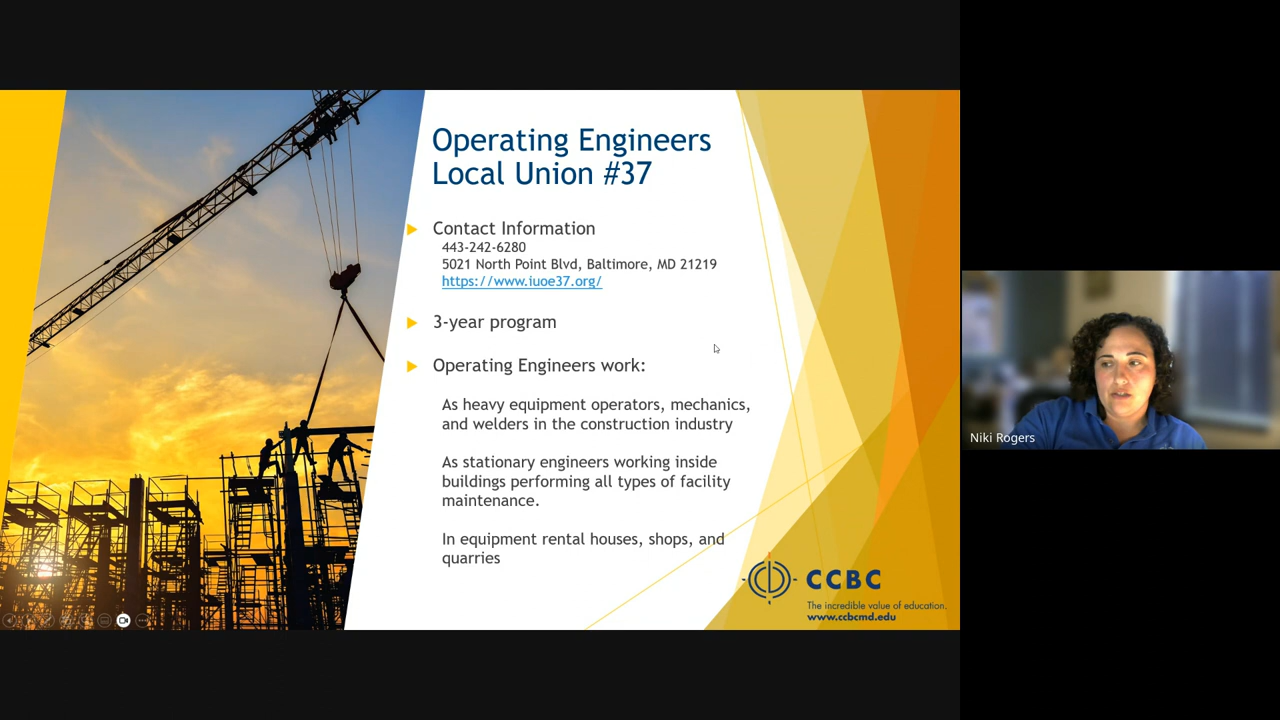 Operating Engineers
Local Union #37
Contact Information
443-242-6280
5021 North Point Blvd, Baltimore, MD 21219
https://www.iuoe37.org/
3-year program
Operating Engineers work:
As heavy equipment operators, mechanics,
and welders in the construction industry
As stationary engineers working inside
buildings performing all types of facility
maintenance.
In equipment rental houses, shops, and
quarries
CCBC
The incredible value of education.
www.ccbcmd.edu
Niki Rogers